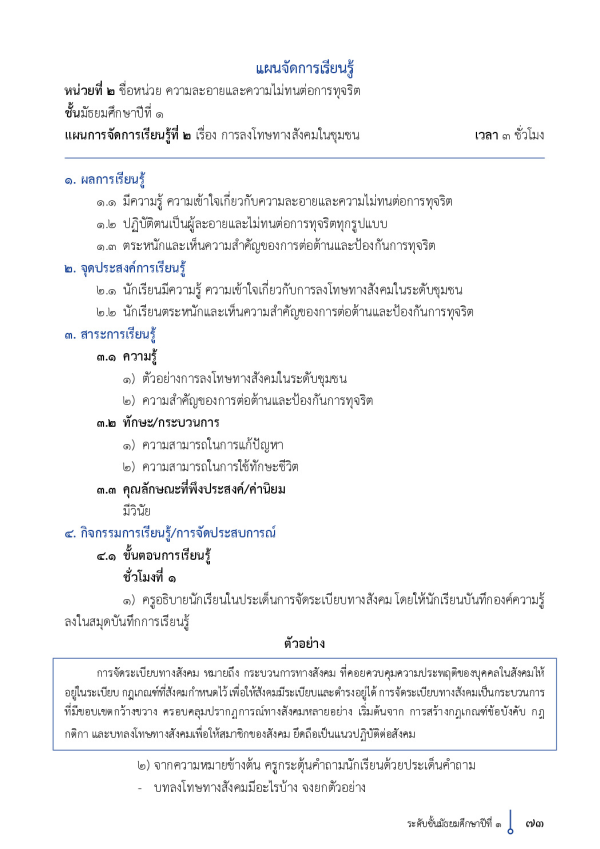 แผนจัดการเรียนรู้
หน่วยที่ ๒ ชื่อหน่วย ความละอายและความไม่ทนต่อการทุจริต
ชั้นมัธยมศึกษาปีที่ ๑
แผนการจัดการเรียนรู้ที่ ๒ เรื่อง การลงโทษทางสังคมในชุมชน เวลา ๓ ชั่วโมง
๑. ผลการเรียนรู้
๑.๑ มีความรู้ ความเข้าใจเกี่ยวกับความละอายและความไม่ทนต่อการทุจริต
๑.๒ ปฏิบัติตนเป็นผู้ละอายและไม่ทนต่อการทุจริตทุกรูปแบบ
๑.๓ ตระหนักและเห็นความสำคัญของการต่อต้านและป้องกันการทุจริต
๒. จุดประสงค์การเรียนรู้
๒.๑ นักเรียนมีความรู้ ความเข้าใจเกี่ยวกับการลงโทษทางสังคมในระดับชุมชน
๒.๒ นักเรียนตระหนักและเห็นความสำคัญของการต่อต้านและป้องกันการทุจริต
๓. สาระการเรียนรู้
๓.๑ ความรู้
๑) ตัวอย่างการลงโทษทางสังคมในระดับชุมชน
๒) ความสำคัญของการต่อต้านและป้องกันการทุจริต
๓.๒ ทักษะ/กระบวนการ
๑) ความสามารถในการแก้ปัญหา
๒) ความสามารถในการใช้ทักษะชีวิต
๓.๓ คุณลักษณะที่พึงประสงค์/ค่านิยม
มีวินัย
๔. กิจกรรมการเรียนรู้/การจัดประสบการณ์
๔.๑ ขั้นตอนการเรียนรู้
ชั่วโมงที่ ๑
๑) ครูอธิบายนักเรียนในประเด็นการจัดระเบียบทางสังคม โดยให้นักเรียนบันทึกองค์ความรู้
ลงในสมุดบันทึกการเรียนรู้
ตัวอย่าง
การจัดระเบียบทางสังคม หมายถึง กระบวนการทางสังคม ที่คอยควบคุมความประพฤติของบุคคลในสังคมให้
อยู่ในระเบียบ กฎเกณฑ์ที่สังคมกำหนดไว้ เพื่อให้สังคมมีระเบียบและดำรงอยู่ได้ การจัดระเบียบทางสังคมเป็นกระบวนการ
ที่มีขอบเขตกว้างขวาง ครอบคลุมปรากฏการณ์ทางสังคมหลายอย่าง เริ่มต้นจาก การสร้างกฎเกณฑ์ข้อบังคับ กฎ
กติกา และบทลงโทษทางสังคมเพื่อให้สมาชิกของสังคม ยึดถือเป็นแนวปฏิบัติต่อสังคม
๒) จากความหมายข้างต้น ครูกระตุ้นคำถามนักเรียนด้วยประเด็นคำถาม
- บทลงโทษทางสังคมมีอะไรบ้าง จงยกตัวอย่าง
ระดับชั้นมัธยมศึกษาปีที่ ๑ ๗๓